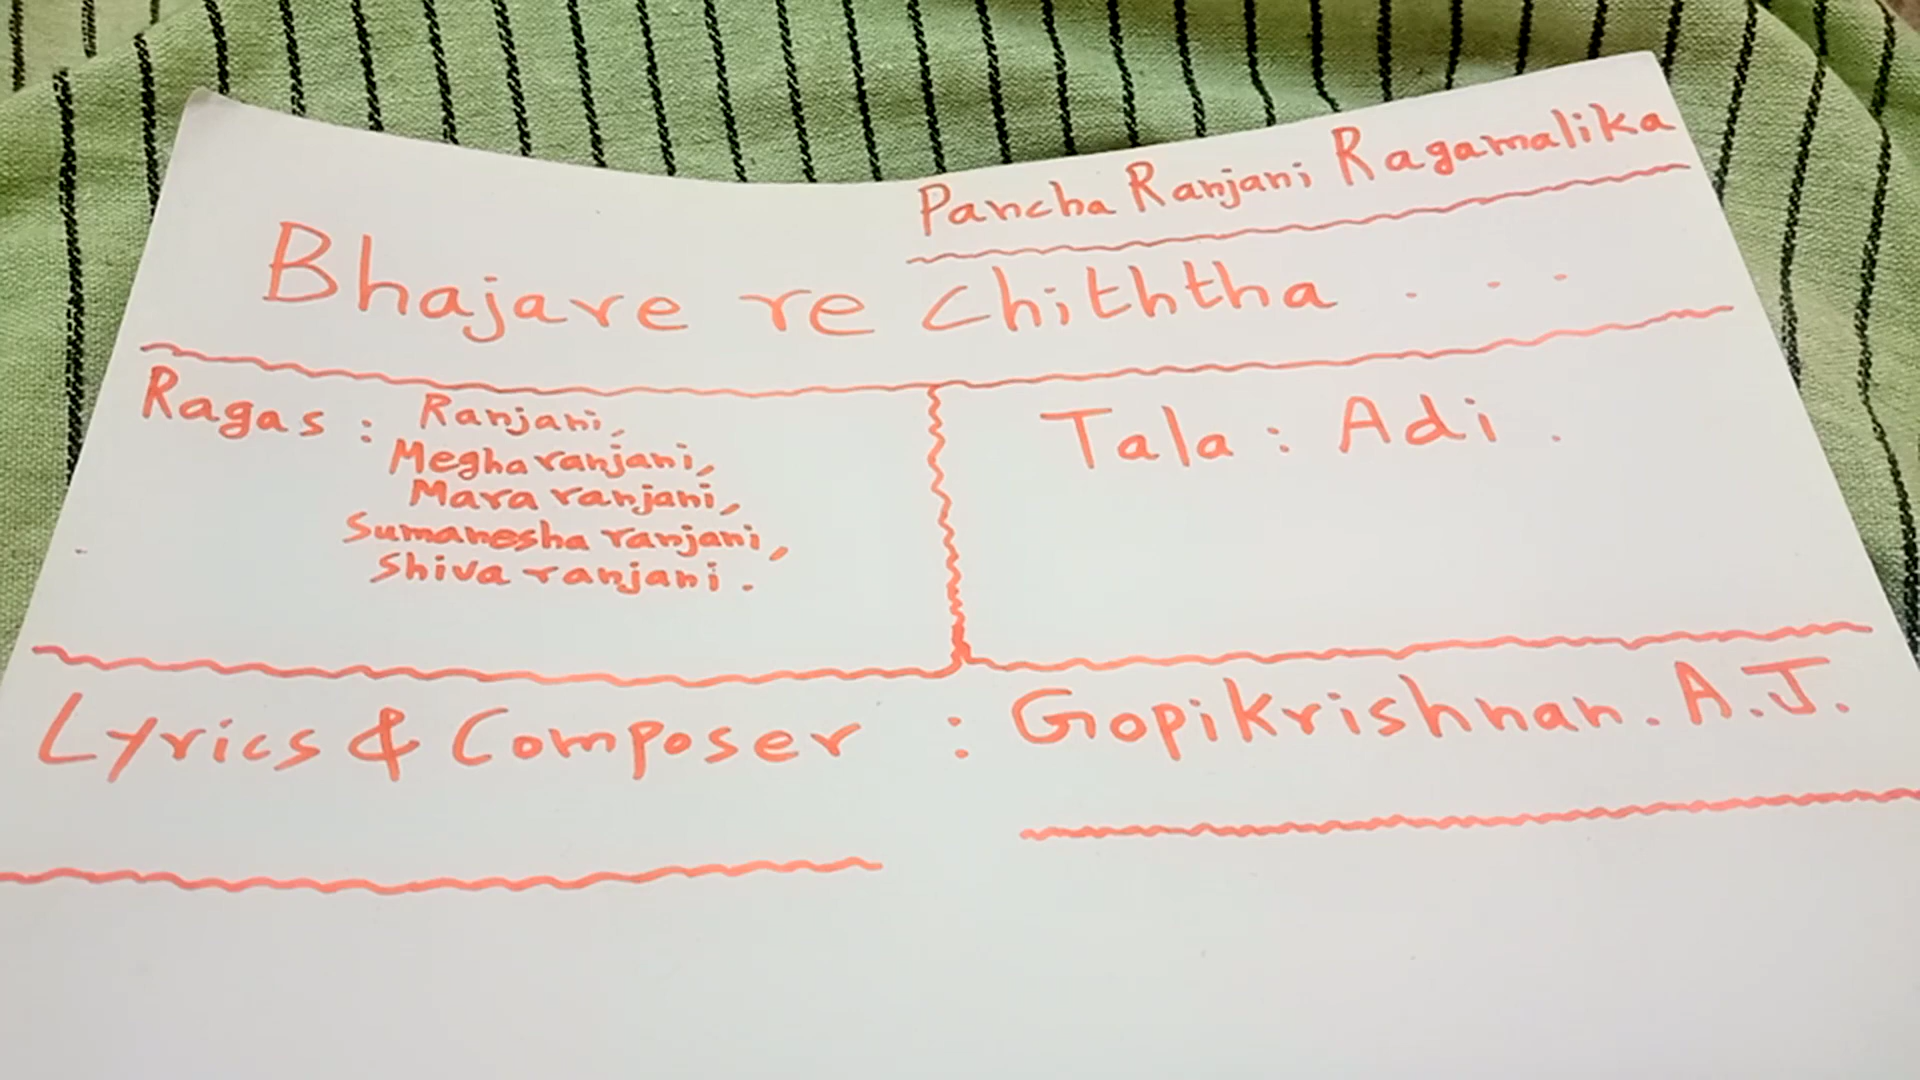 Pancha Ranjani Ragamalika
Bhajare re chiththa . . .
Ragas : Ranjani,
Megha ranjani,
Mara ranjani,
Sumanesha ranjani,
Shiva ranjani.
Tala : Adi .
Lyrics & Composer : Gopikrishnan. A.J.